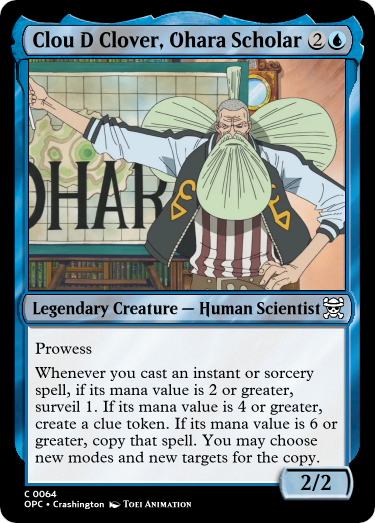 Clou D Clover, Ohara Scholar 2
OHAR
Legendary Creature — Human Scientist
Prowess
Whenever you cast an instant or sorcery
spell, if its mana value is 2 or greater,
surveil 1. If its mana value is 4 or greater,
create a clue token. If its mana value is 6 or
greater, copy that spell. You may choose
new modes and new targets for the copy.
2/2
C 0064
OPC • Crashington Toei Animation